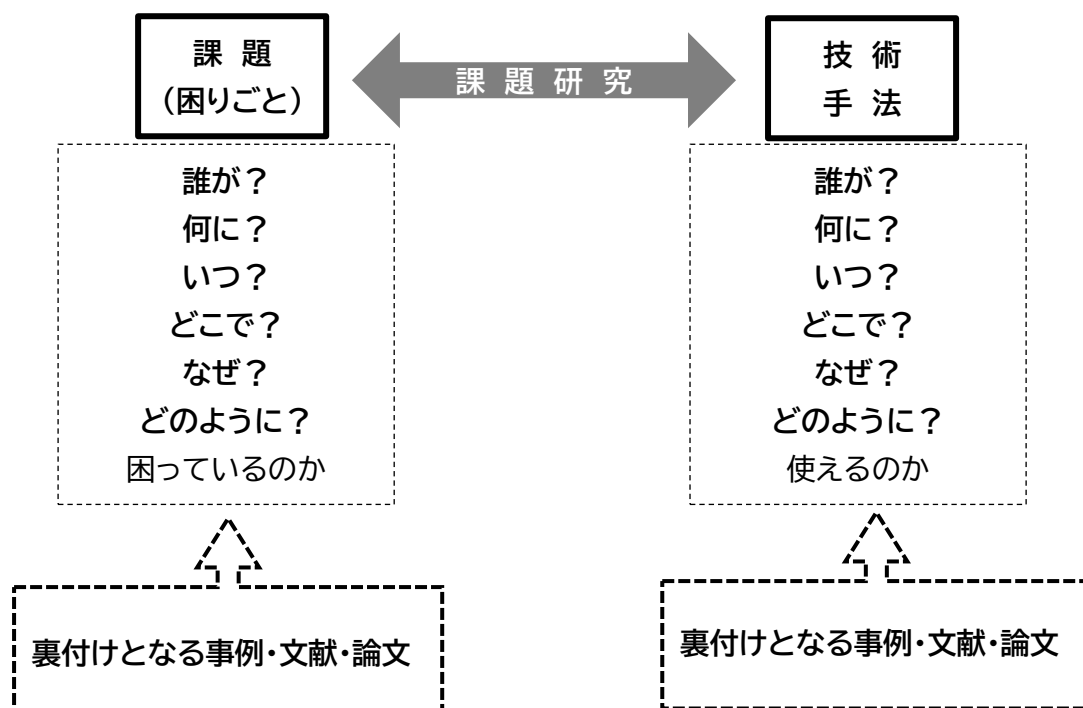 課題
(困りごと)
課題研究
技術
手法
誰が？
何に？
いつ？
どこで？
なぜ？
どのように？
困っているのか
誰が？
何に？
いつ？
どこで？
なぜ？
どのように？
使えるのか
裏付けとなる事例・文献・論文
裏付けとなる事例・文献・論文